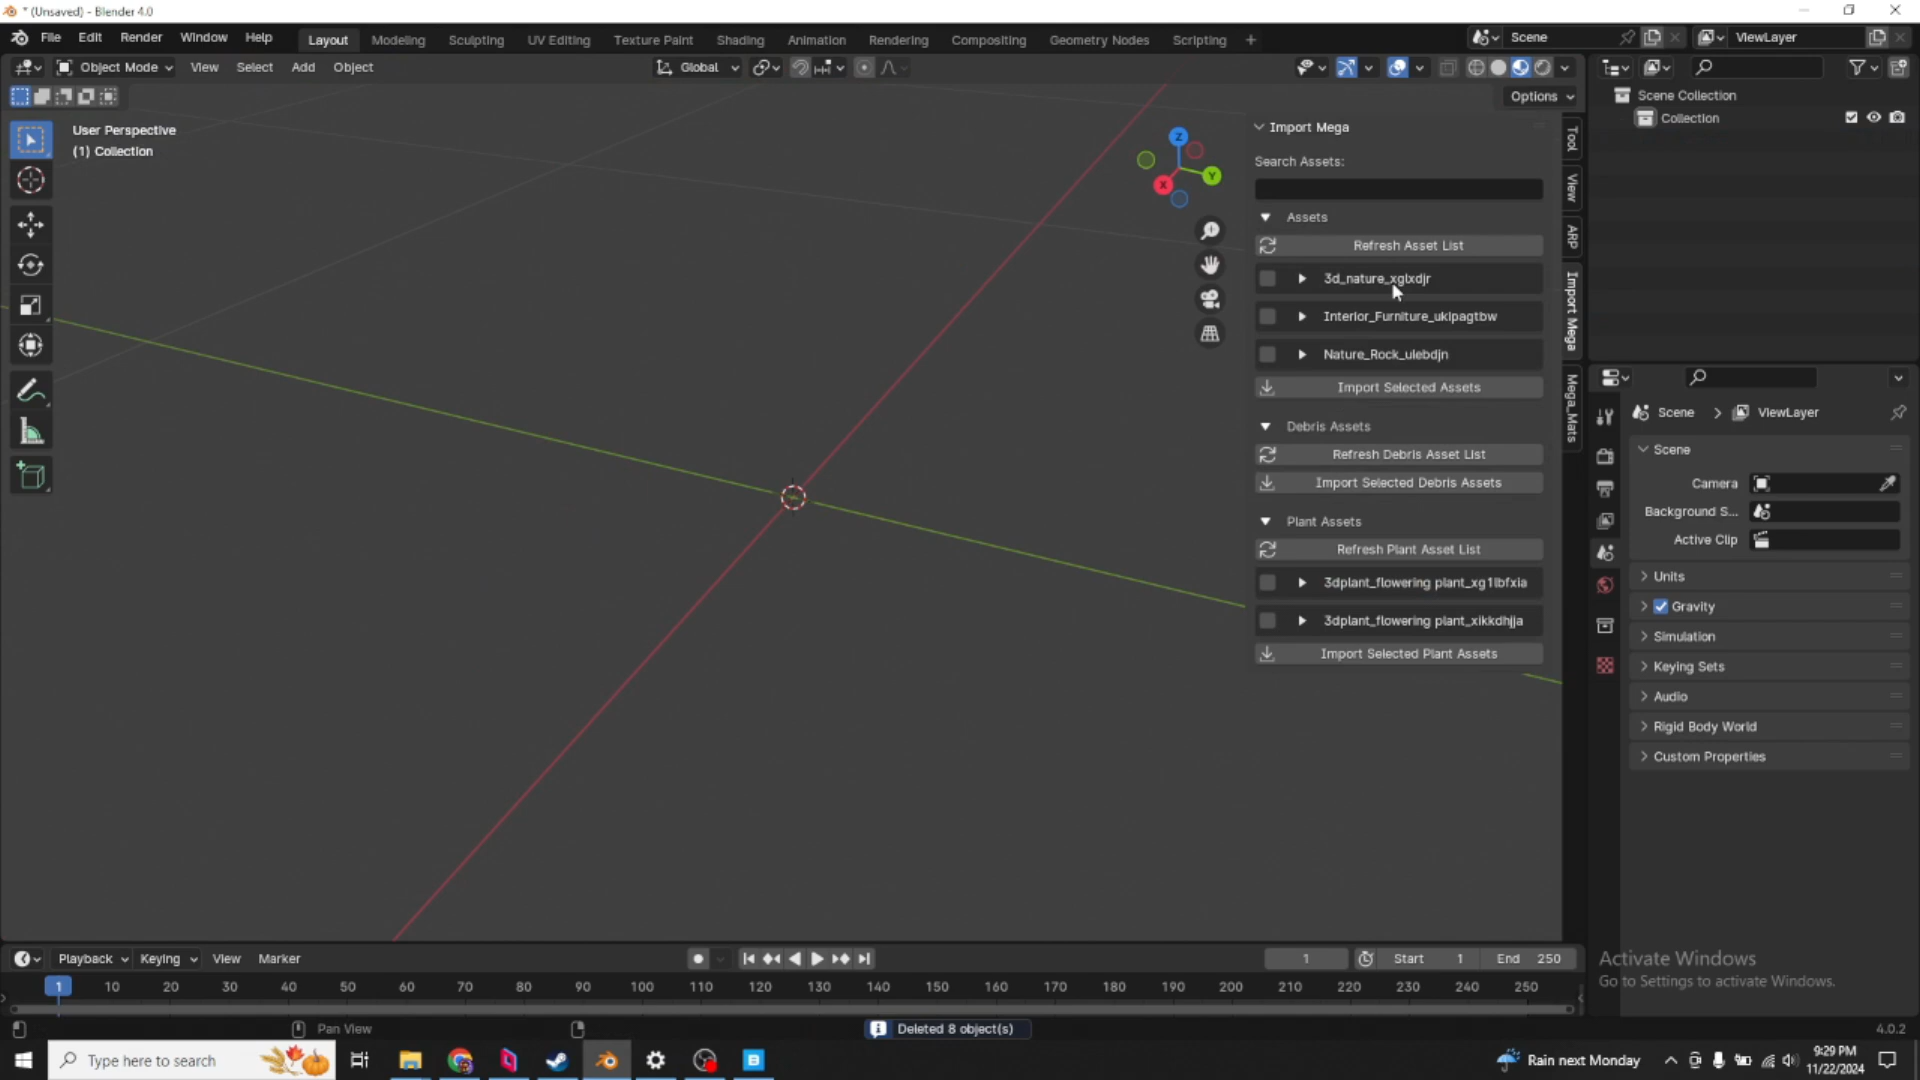 * (Unsaved) - Blender 4.0
File Edit Render Window Help Layout Modeling Sculpting UV Editing Texture Paint Shading Animation Rendering Compositing Geometry Nodes Scripting + Scene ViewLayer
Object Mode View Select Add Object Global
Options
User Perspective
(1) Collection
Z
Y
X
Import Mega
Search Assets:
Assets
Refresh Asset List
3d_nature_xglxdjr
Interior_Furniture_ukipagtbw
Nature_Rock_ulebdjn
Import Selected Assets
Debris Assets
Refresh Debris Asset List
Import Selected Debris Assets
Plant Assets
Refresh Plant Asset List
3dplant_flowering plant_xg1lbfxia
3dplant_flowering plant_xikkdhjja
Import Selected Plant Assets
Tool
View
ARP
Import Mega
Mega_Mats
Scene Collection
Collection
Scene > ViewLayer
Scene
Camera
Background S...
Active Clip
Units
Gravity
Simulation
Keying Sets
Audio
Rigid Body World
Custom Properties
Playback Keying View Marker 1 Start 1 End 250
1 10 20 30 40 50 60 70 80 90 100 110 120 130 140 150 160 170 180 190 200 210 220 230 240 250
Activate Windows
Go to Settings to activate Windows.
Pan View Deleted 8 object(s) 4.0.2
Type here to search Rain next Monday 9:29 PM
11/22/2024